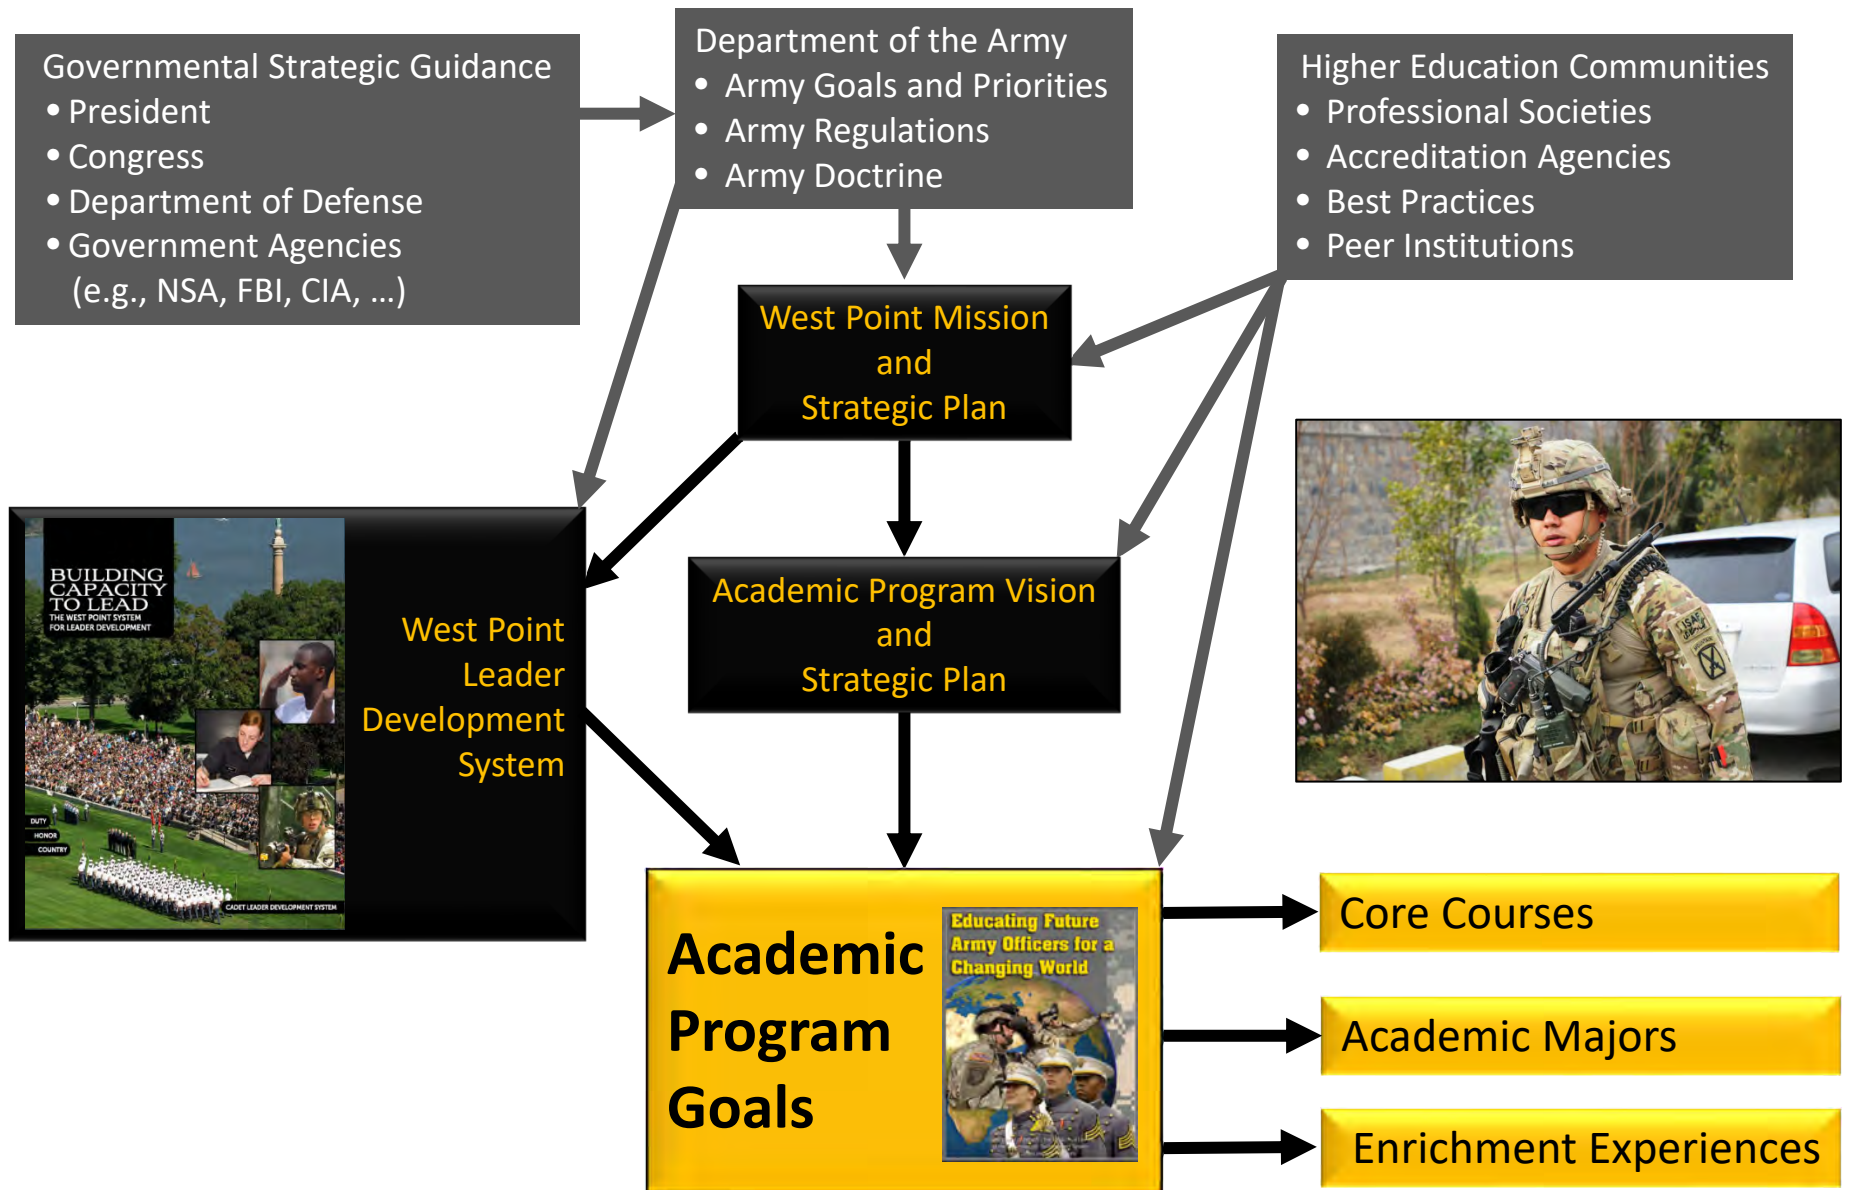 Governmental Strategic Guidance
• President
• Congress
• Department of Defense
• Government Agencies
(e.g., NSA, FBI, CIA, ...)
Department of the Army
• Army Goals and Priorities
• Army Regulations
• Army Doctrine
Higher Education Communities
• Professional Societies
• Accreditation Agencies
• Best Practices
• Peer Institutions
West Point Mission
and
Strategic Plan
BUILDING
CAPACITY
TO LEAD
THE WEST POINT SYSTEM
FOR LEADER DEVELOPMENT
DUTY
HONOR
COUNTRY
CADET LEADER DEVELOPMENT SYSTEM
West Point
Leader
Development
System
Academic Program Vision
and
Strategic Plan
ISAF
Academic
Program
Goals
Educating Future
Army Officers for a
Changing World
Core Courses
Academic Majors
Enrichment Experiences